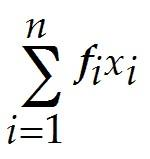 n
∑ fᵢxᵢ
i=1